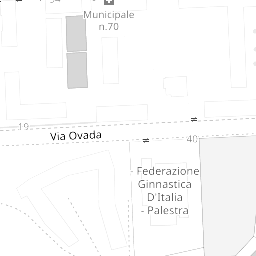 Municipale
n.70
19
Via Ovada
40
- Federazione
Ginnastica
D'Italia
- Palestra